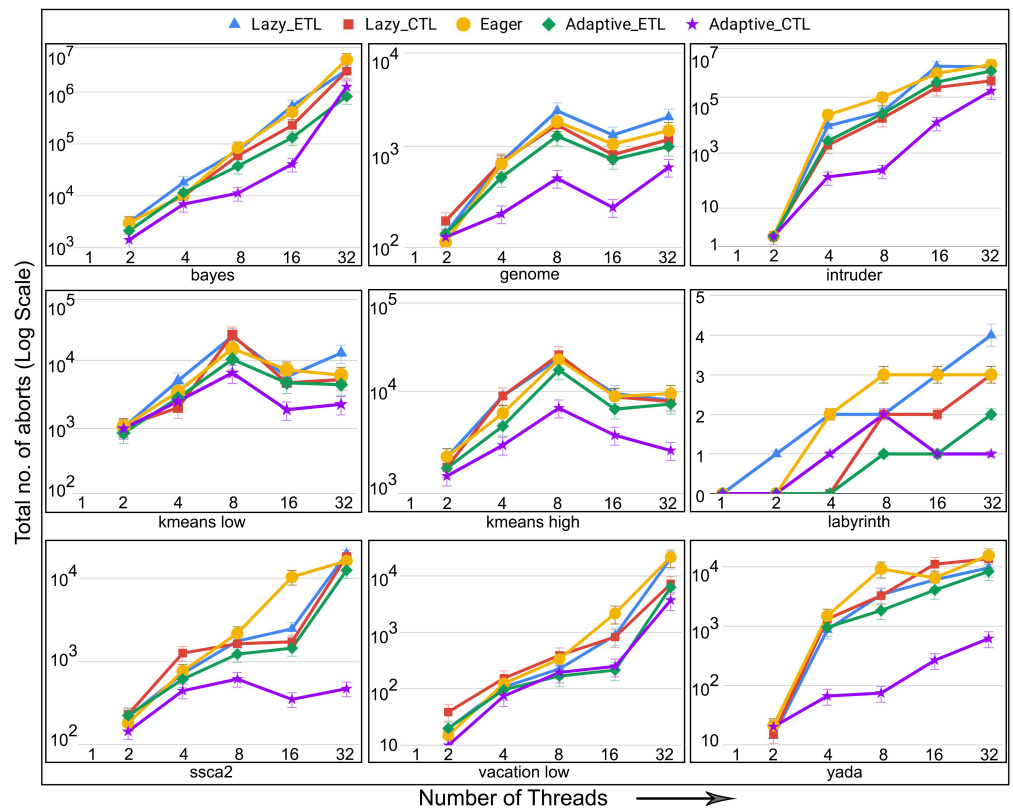 Lazy_ETL Lazy_CTL Eager Adaptive_ETL Adaptive_CTL
Total no. of aborts (Log Scale)
10^7
10^6
10^5
10^4
10^3
1 2 4 8 16 32
bayes
10^4
10^3
10^2
1 2 4 8 16 32
genome
10^7
10^5
10^3
10
1
1 2 4 8 16 32
intruder
10^5
10^4
10^3
10^2
1 2 4 8 16 32
kmeans low
10^5
10^4
10^3
1 2 4 8 16 32
kmeans high
5
4
3
2
1
0
1 2 4 8 16 32
labyrinth
10^4
10^3
10^2
1 2 4 8 16 32
ssca2
10^4
10^3
10^2
10
1 2 4 8 16 32
vacation low
10^4
10^3
10^2
10
1 2 4 8 16 32
yada
Number of Threads